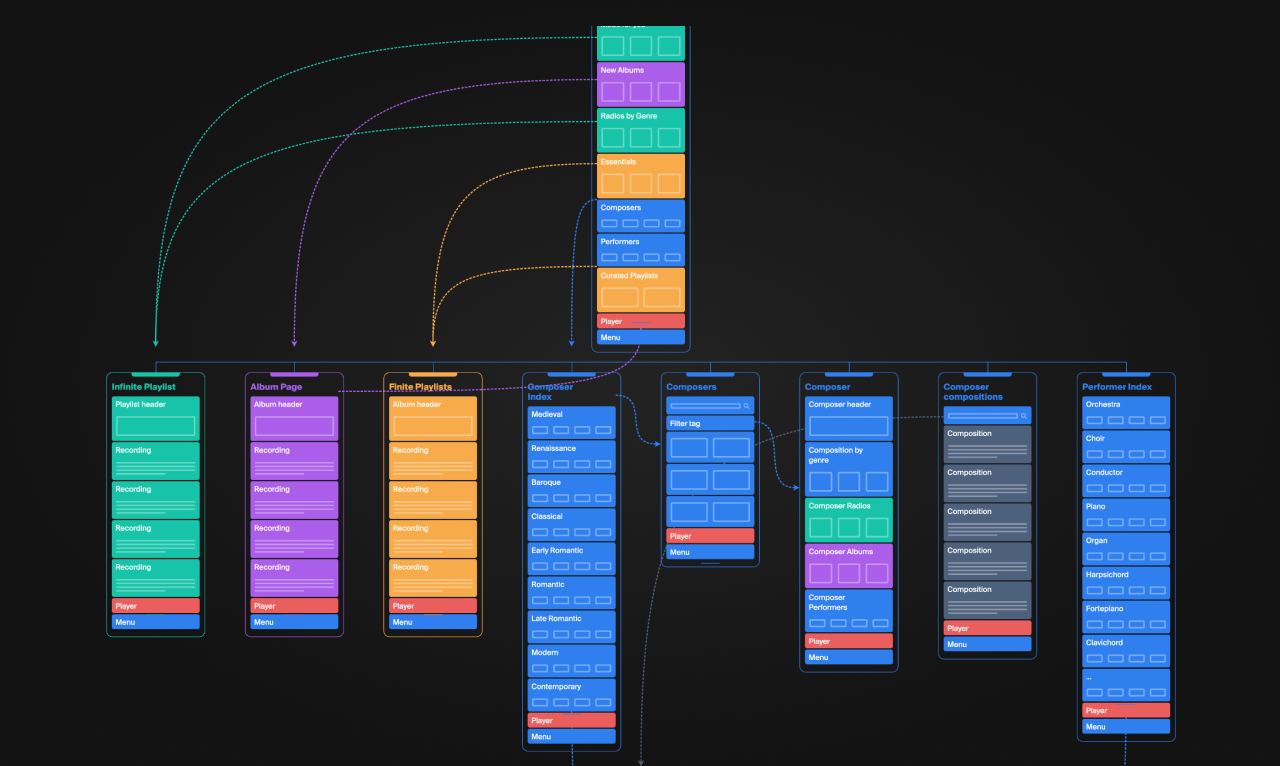 Made for you
New Albums
Radios by Genre
Essentials
Composers
Performers
Curated Playlists
Player
Menu
Infinite Playlist
Playlist header
Recording
Recording
Recording
Recording
Player
Menu
Album Page
Album header
Recording
Recording
Recording
Recording
Player
Menu
Finite Playlists
Album header
Recording
Recording
Recording
Recording
Player
Menu
Composer
Index
Medieval
Renaissance
Baroque
Classical
Early Romantic
Romantic
Late Romantic
Modern
Contemporary
Player
Menu
Composers
Filter tag
Player
Menu
Composer
Composer header
Composition by
genre
Composer Radios
Composer Albums
Composer
Performers
Player
Menu
Composer
compositions
Composition
Composition
Composition
Composition
Composition
Player
Menu
Performer Index
Orchestra
Choir
Conductor
Piano
Organ
Harpsichord
Fortepiano
Clavichord
...
Player
Menu